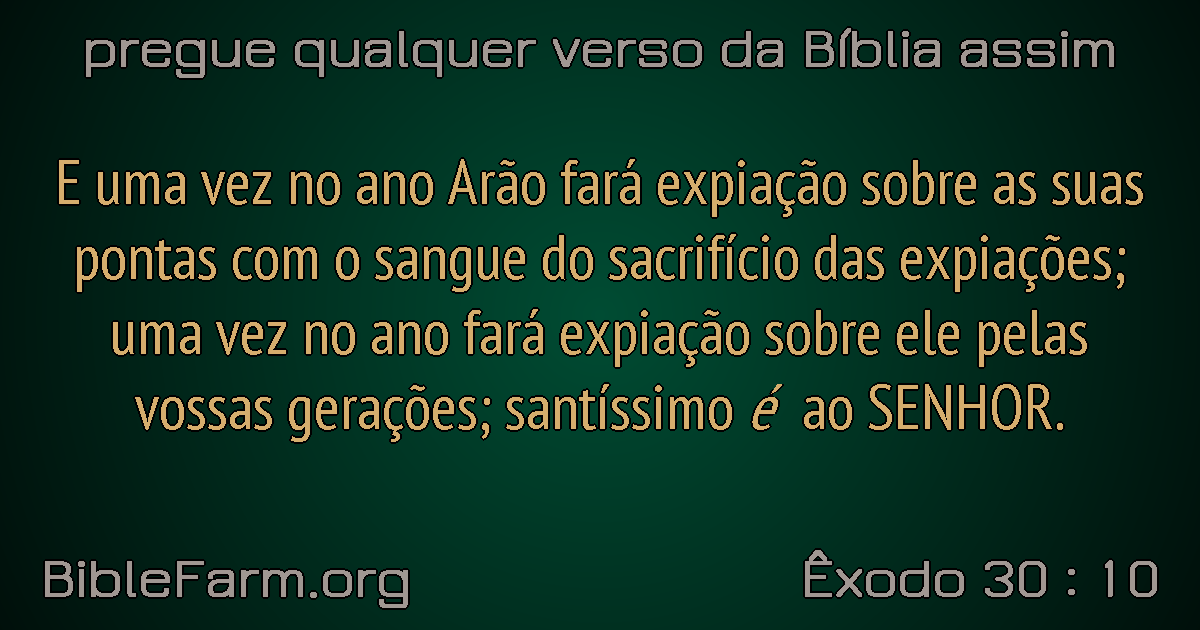 pregue qualquer verso da Bíblia assim
E uma vez no ano Arão fará expiação sobre as suas
pontas com o sangue do sacrifício das expiações;
uma vez no ano fará expiação sobre ele pelas
vossas gerações; santíssimo é ao SENHOR.
BibleFarm.org
Êxodo 30 : 10